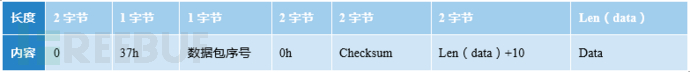 长度 2 字节 1 字节 1 字节 2 字节 2 字节 2 字节 Len（data）
内容 0 37h 数据包序号 0h Checksum Len（data）+10 Data
FREEBUF